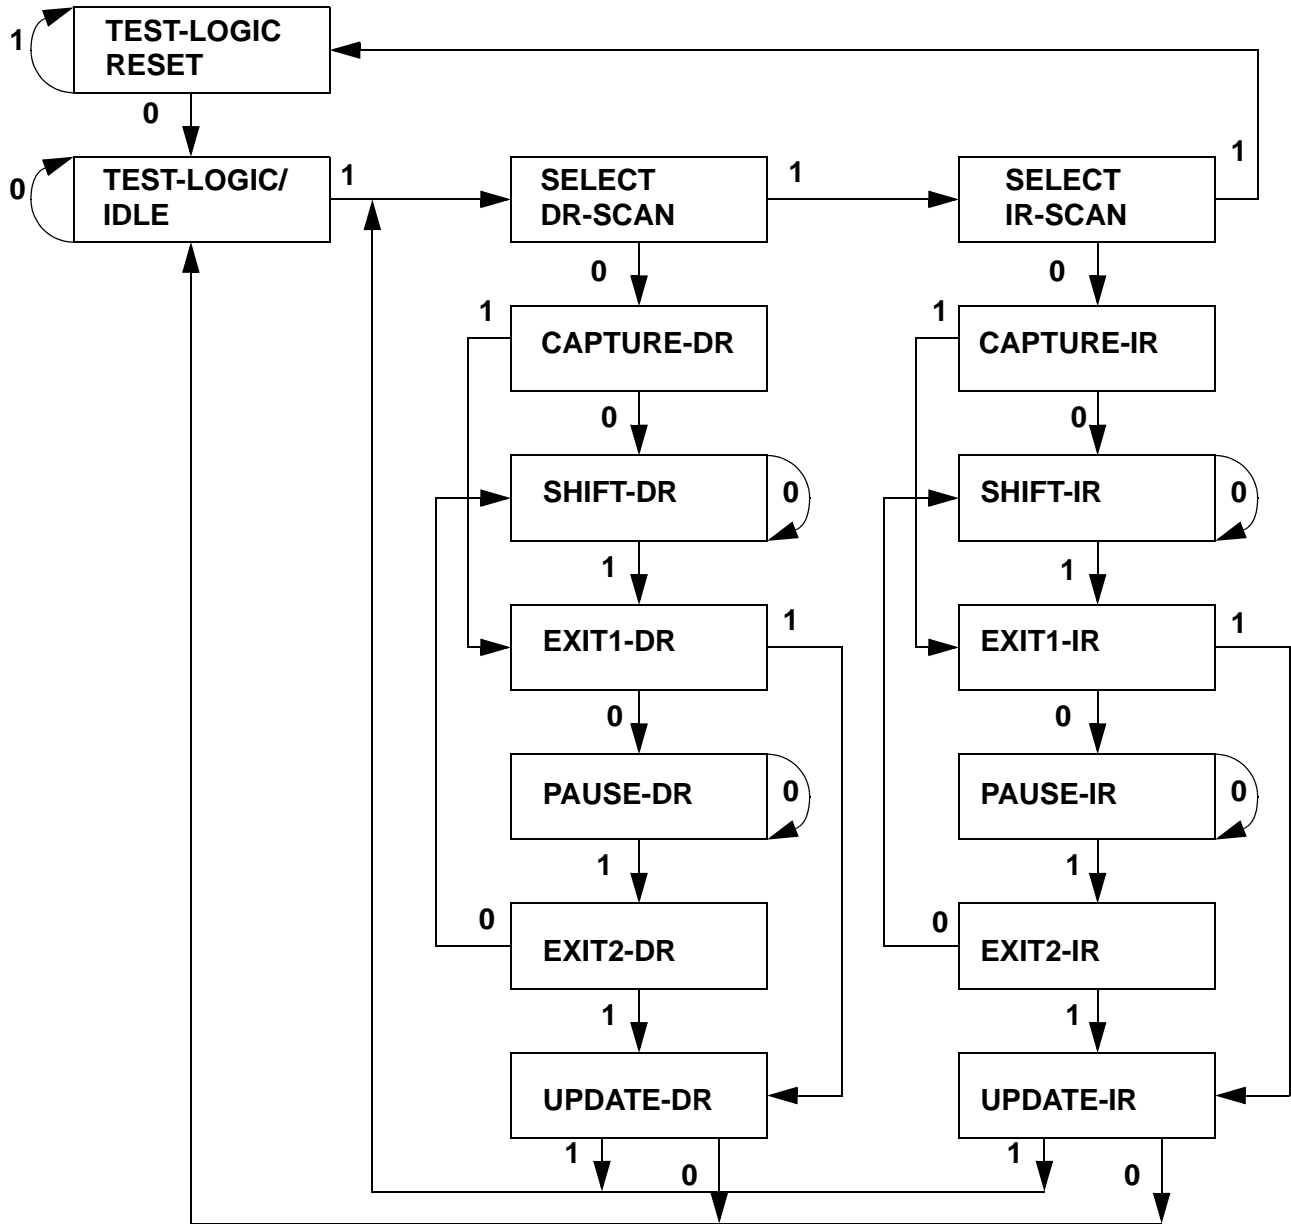 1
TEST-LOGIC
RESET
0
0
TEST-LOGIC/
IDLE
1
SELECT
DR-SCAN
1
SELECT
IR-SCAN
1
0
0
1
CAPTURE-DR
1
CAPTURE-IR
0
0
SHIFT-DR
0
SHIFT-IR
0
1
1
EXIT1-DR
1
EXIT1-IR
1
0
0
PAUSE-DR
0
PAUSE-IR
0
1
1
0
EXIT2-DR
0
EXIT2-IR
1
1
UPDATE-DR
UPDATE-IR
1
0
1
0